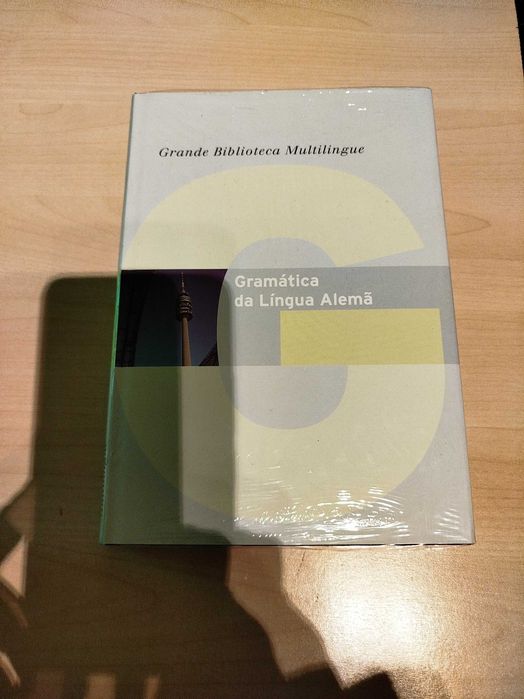 Grande Biblioteca Multilingue
Gramática
da Língua Alemã